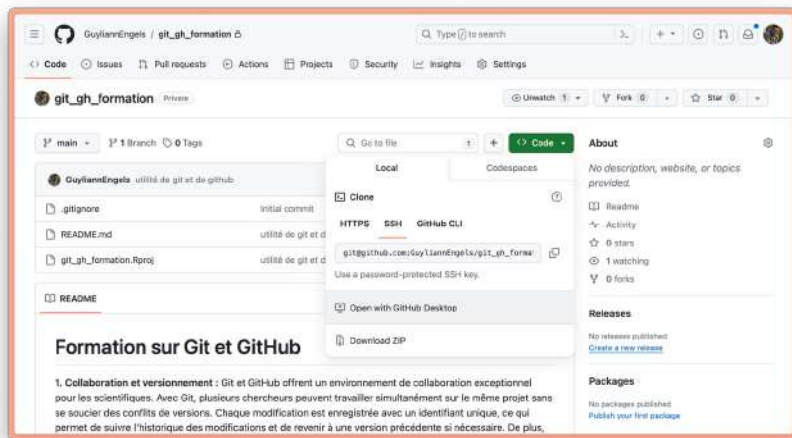 GuyliannEngels / git_gh_formation
Type / to search
Code
Issues
Pull requests
Actions
Projects
Security
Insights
Settings
git_gh_formation
Private
Unwatch 1
Fork 0
Star 0
main
1 Branch
0 Tags
Go to file
t
Code
GuyliannEngels utilité de git et de github
.gitignore
Initial commit
README.md
utilité de git et d
git_gh_formation.Rproj
utilité de git et d
Local
Codespaces
Clone
HTTPS
SSH
GitHub CLI
git@github.com:GuyliannEngels/git_gh_forma
Use a password-protected SSH key.
Open with GitHub Desktop
Download ZIP
README
Formation sur Git et GitHub
1. Collaboration et versionnement : Git et GitHub offrent un environnement de collaboration exceptionnel
pour les scientifiques. Avec Git, plusieurs chercheurs peuvent travailler simultanément sur le même projet sans
se soucier des conflits de versions. Chaque modification est enregistrée avec un identifiant unique, ce qui
permet de suivre l'historique des modifications et de revenir à une version précédente si nécessaire. De plus,
About
No description, website, or topics
provided.
Readme
Activity
0 stars
1 watching
0 forks
Releases
No releases published
Create a new release
Packages
No packages published
Publish your first package